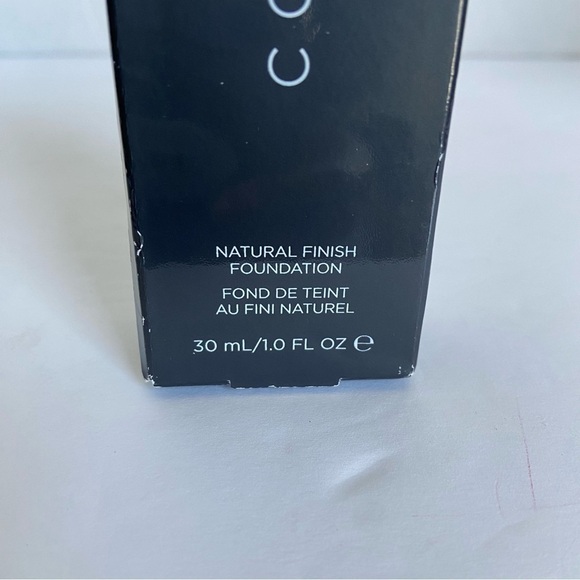 NATURAL FINISH
FOUNDATION
FOND DE TEINT
AU FINI NATUREL
30 mL/1.0 FL OZ ℮